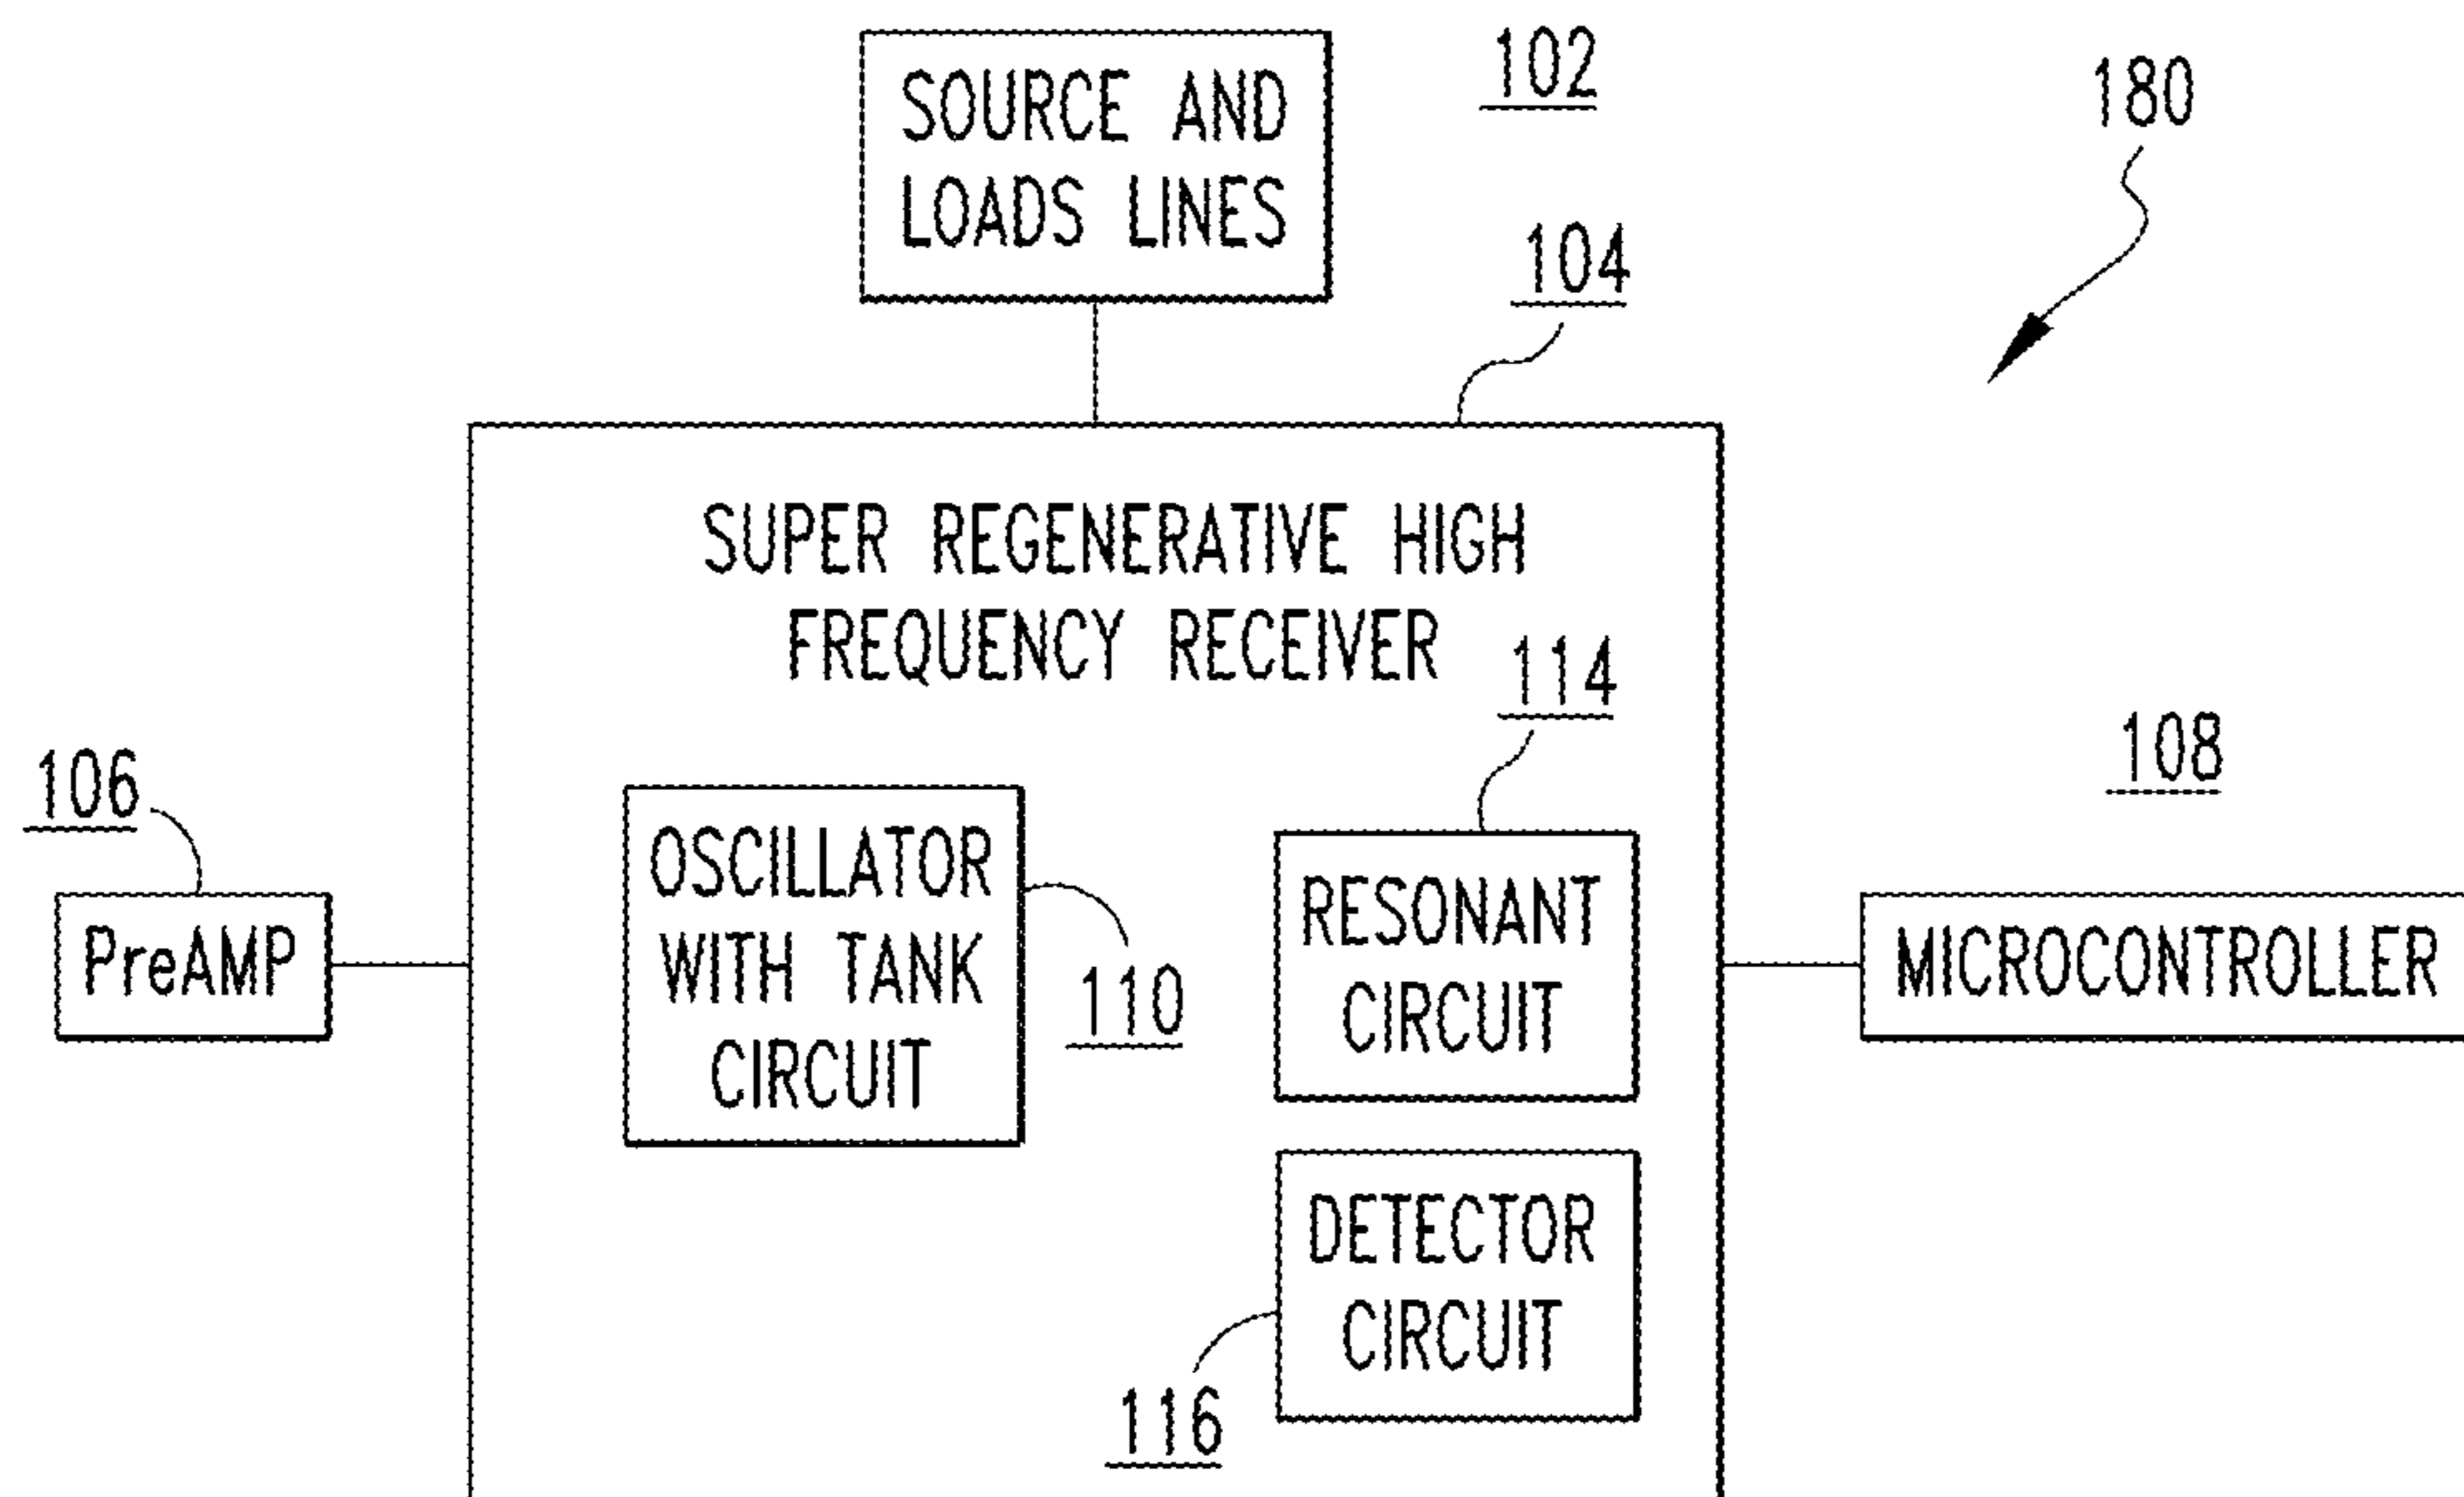 SOURCE AND
LOADS LINES
102
180
104
SUPER REGENERATIVE HIGH
FREQUENCY RECEIVER
114
106
108
OSCILLATOR
WITH TANK
CIRCUIT
110
RESONANT
CIRCUIT
PreAMP
MICROCONTROLLER
DETECTOR
CIRCUIT
116